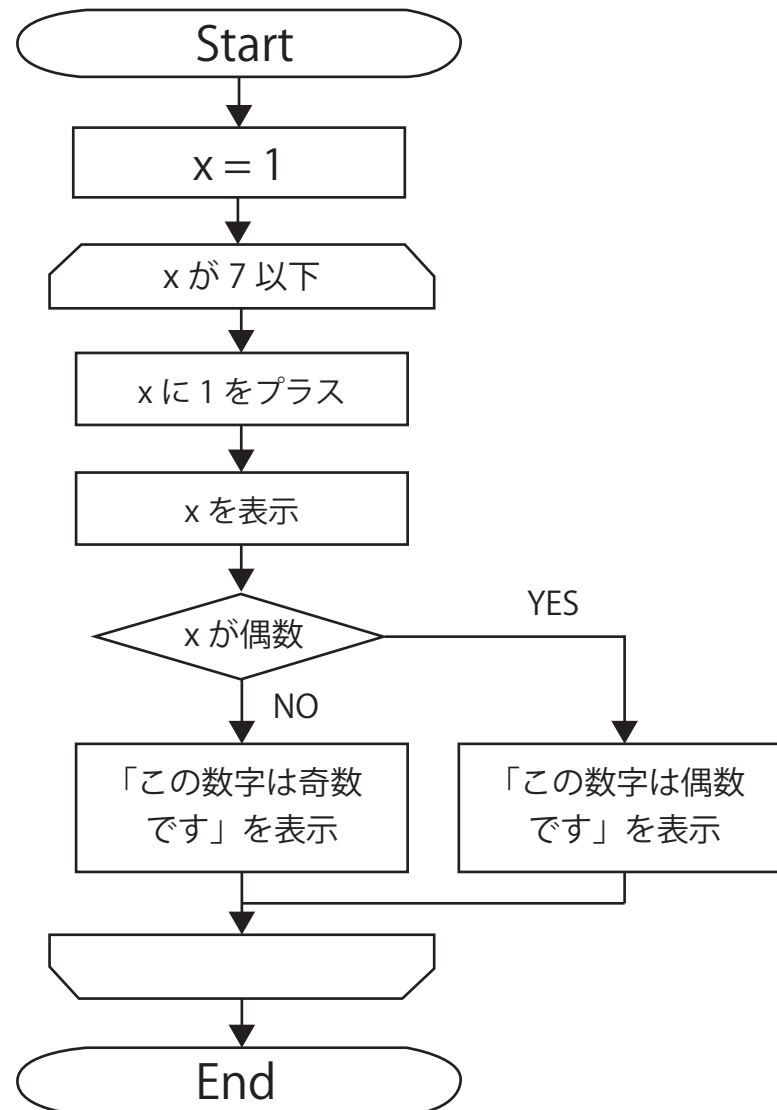 Start
x = 1
x が 7 以下
x に 1 をプラス
x を表示
x が偶数
YES
NO
「この数字は奇数
です」を表示
「この数字は偶数
です」を表示
End